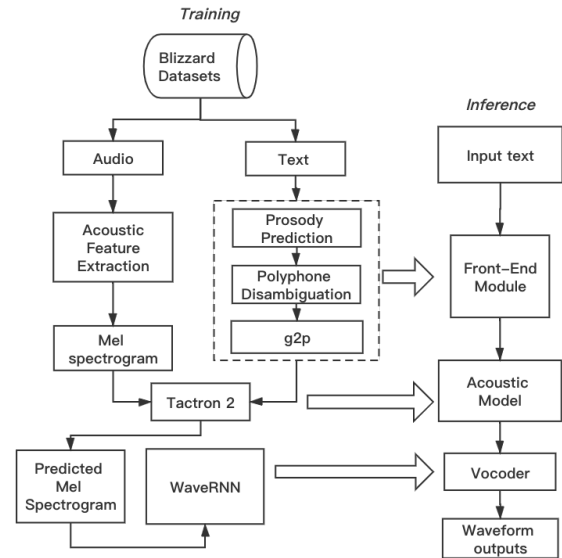 Training
Blizzard
Datasets
Audio
Text
Acoustic
Feature
Extraction
Prosody
Prediction
Polyphone
Disambiguation
g2p
Mel
spectrogram
Tactron 2
Predicted
Mel
Spectrogram
WaveRNN
Inference
Input text
Front-End
Module
Acoustic
Model
Vocoder
Waveform
outputs